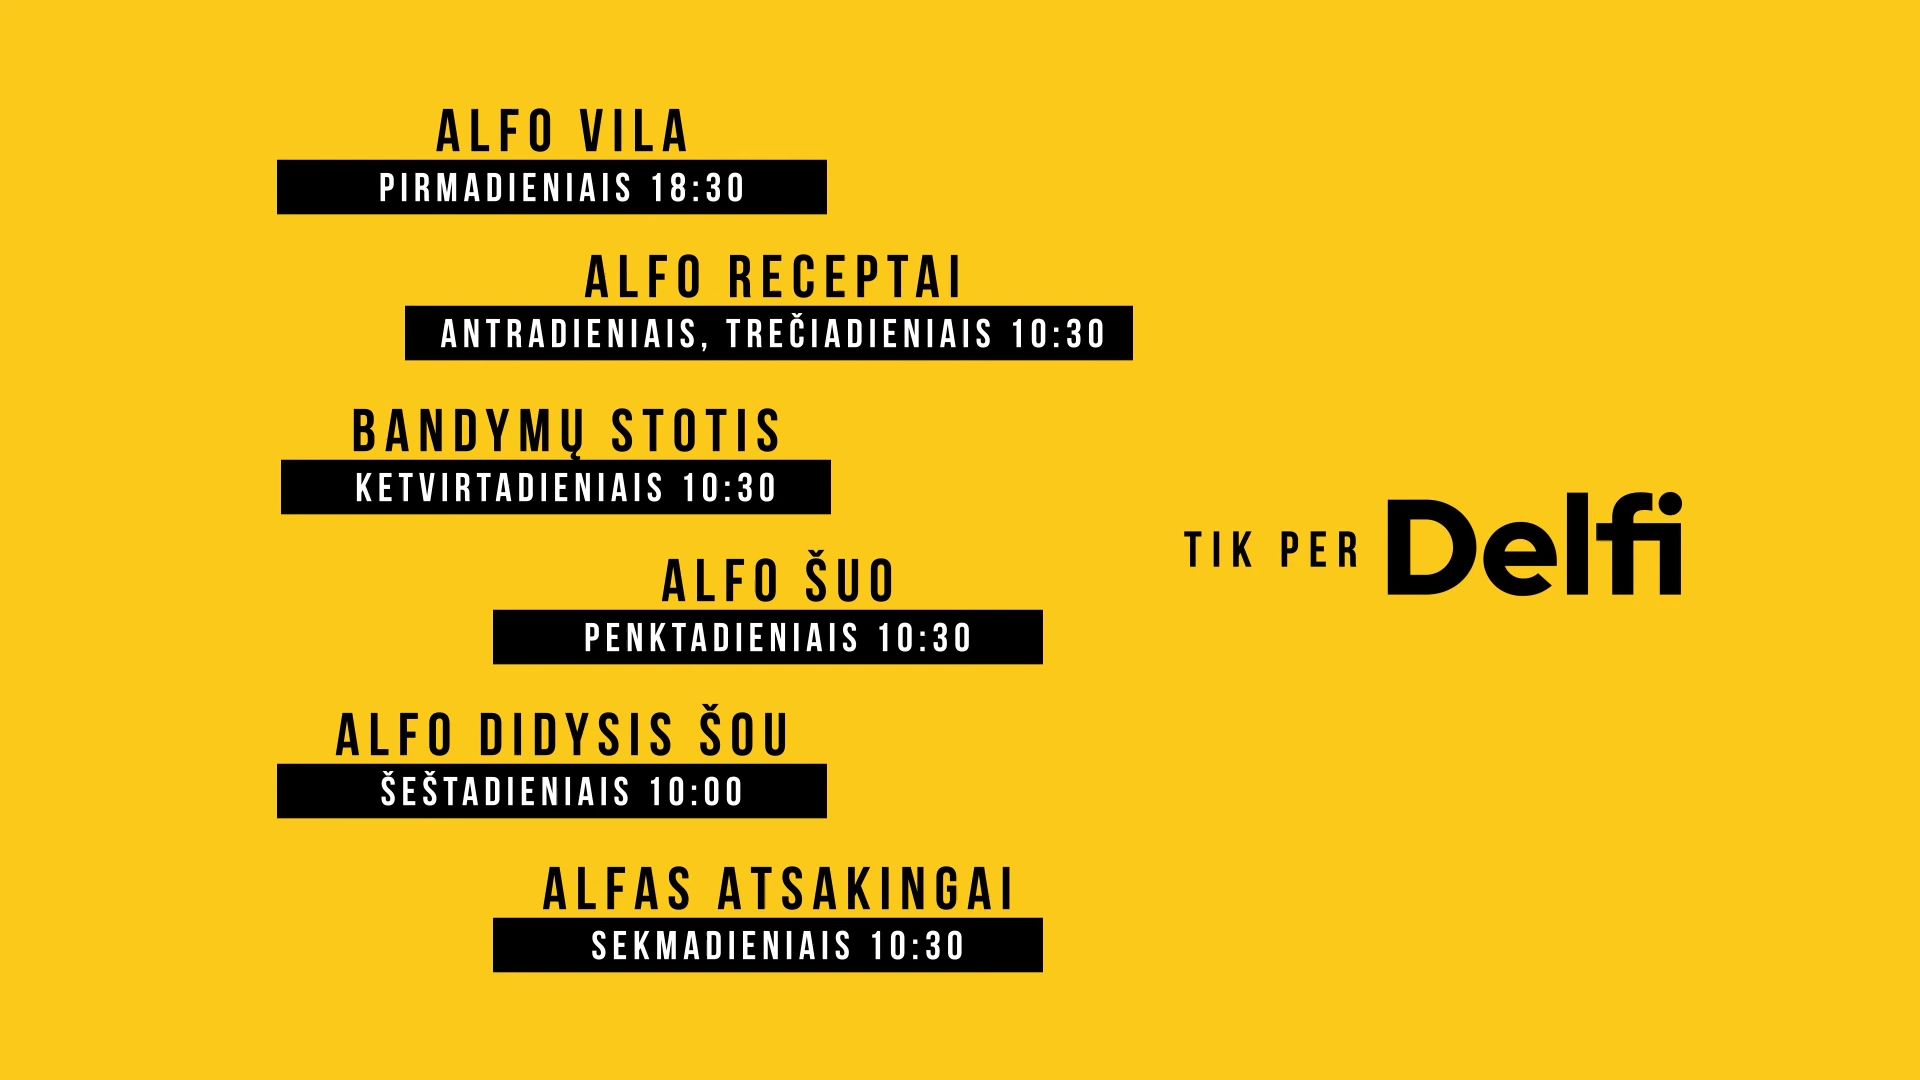 ALFO VILA
PIRMADIENIAIS 18:30
ALFO RECEPTAI
ANTRADIENIAIS, TREČIADIENIAIS 10:30
BANDYMŲ STOTIS
KETVIRTADIENIAIS 10:30
ALFO ŠUO
PENKTADIENIAIS 10:30
ALFO DIDYSIS ŠOU
ŠEŠTADIENIAIS 10:00
ALFAS ATSAKINGAI
SEKMADIENIAIS 10:30
TIK PER Delfi